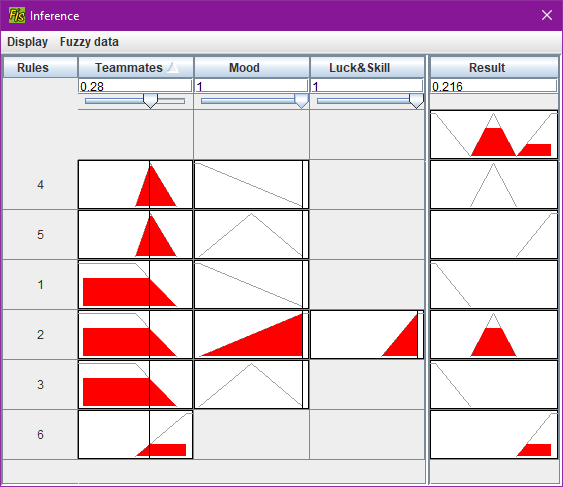 Fis Inference
Display Fuzzy data
Rules Teammates Mood Luck&Skill Result
0.28 1 1 0.216
4
5
1
2
3
6